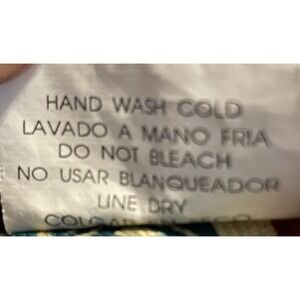 HAND WASH COLD
LAVADO A MANO FRIA
DO NOT BLEACH
NO USAR BLANQUEADOR
LINE DRY